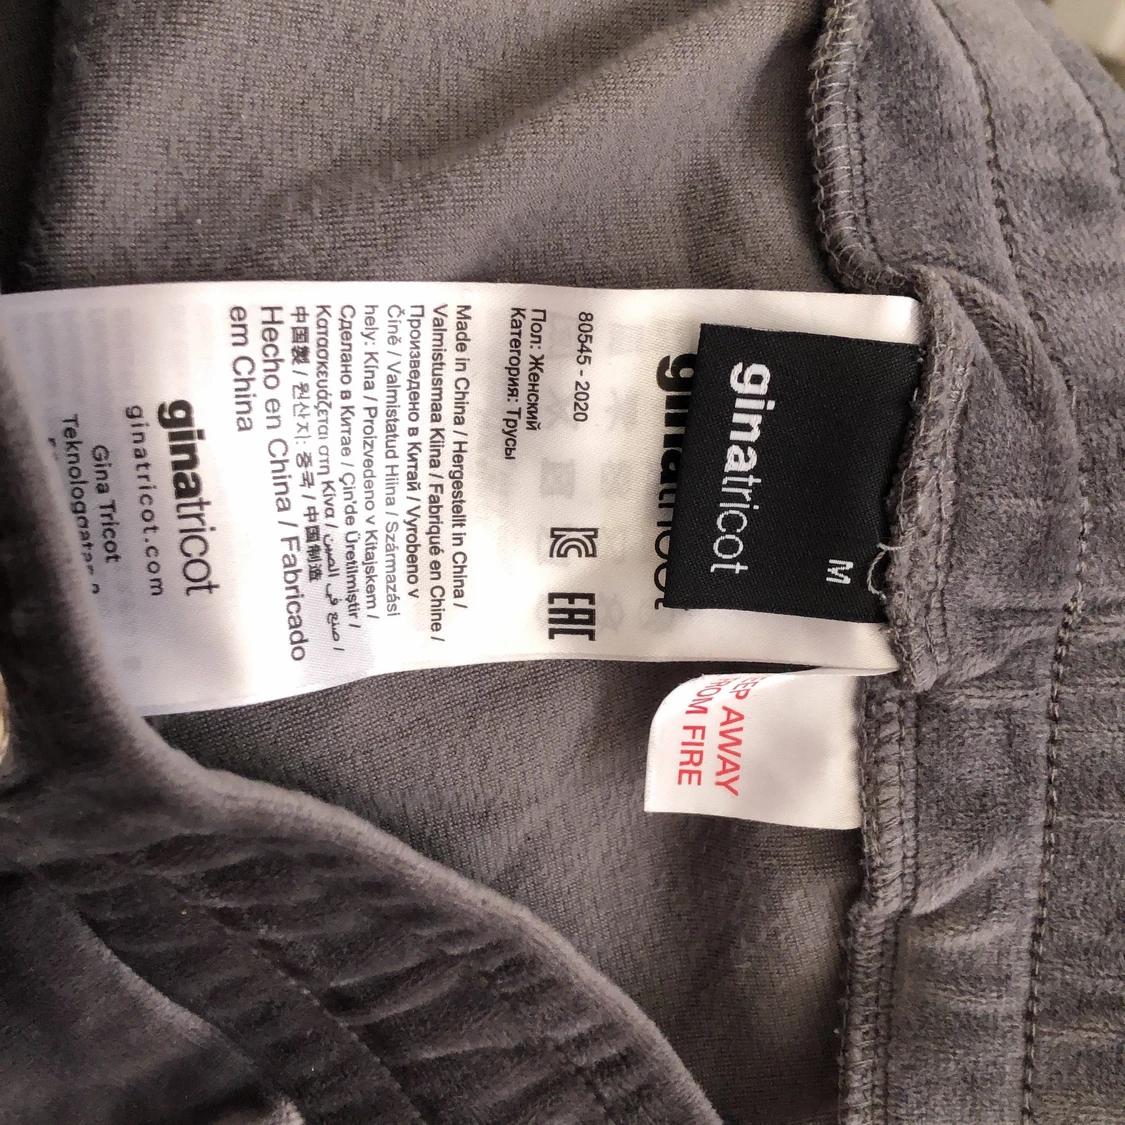 ginatricot
M
80545 - 2020
Пол: Женский
Категория: Трусы
EAC
Made in China / Hergestellt in China /
Valmistusmaa Kiina / Fabriqué en Chine /
Произведено в Китай / Vyrobeno v
Číně / Valmistatud Hiina / Származási
hely: Kína / Proizvedeno v Kitajskem /
Сделано в Китае / Çin'de Üretilmiştir /
Κατασκευάζεται στη Κίνα / صنع في الصين /
中国製 / 원산지: 중국 / 中国制造
Hecho en China / Fabricado
em China
ginatricot
ginatricot.com
Gina Tricot
AWAY
FIRE